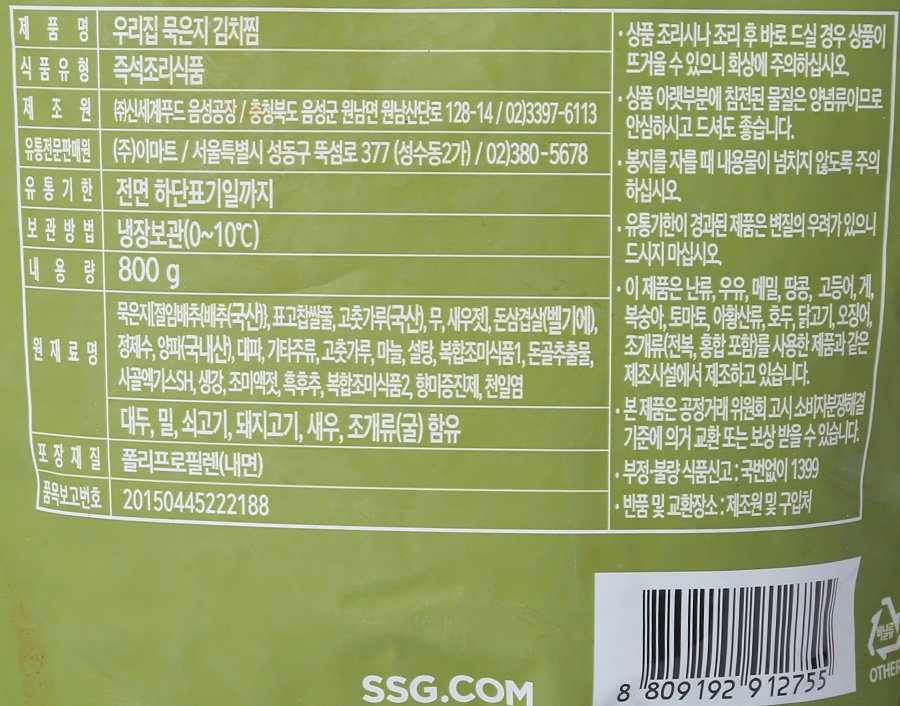 제품명 우리집 묵은지 김치찜
식품유형 즉석조리식품
제조원 ㈜신세계푸드 음성공장 / 충청북도 음성군 원남면 원남산단로 128-14 / 02)3397-6113
유통전문판매원 (주)이마트 / 서울특별시 성동구 뚝섬로 377 (성수동2가) / 02)380-5678
유통기한 전면 하단표기일까지
보관방법 냉장보관(0~10℃)
내용량 800 g
원재료명
묵은지[절임배추{배추(국산)}, 표고찹쌀풀, 고춧가루(국산), 무, 새우젓], 돈삼겹살(벨기에),
정제수, 양파(국내산), 대파, 기타주류, 고춧가루, 마늘, 설탕, 복합조미식품1, 돈골추출물,
사골엑기스SH, 생강, 조미액젓, 흑후추, 복합조미식품2, 향미증진제, 천일염
대두, 밀, 쇠고기, 돼지고기, 새우, 조개류(굴) 함유
포장재질 폴리프로필렌(내면)
품목보고번호 20150445222188
· 상품 조리시나 조리 후 바로 드실 경우 상품이
뜨거울 수 있으니 화상에 주의하십시오.
· 상품 아랫부분에 침전된 물질은 양념류이므로
안심하시고 드셔도 좋습니다.
· 봉지를 자를 때 내용물이 넘치지 않도록 주의
하십시오.
· 유통기한이 경과된 제품은 변질의 우려가 있으니
드시지 마십시오.
· 이 제품은 난류, 우유, 메밀, 땅콩, 고등어, 게,
복숭아, 토마토, 아황산류, 호두, 닭고기, 오징어,
조개류(전복, 홍합 포함)를 사용한 제품과 같은
제조시설에서 제조하고 있습니다.
· 본 제품은 공정거래 위원회 고시 소비자분쟁해결
기준에 의거 교환 또는 보상 받을 수 있습니다.
· 부정·불량 식품신고 : 국번없이 1399
· 반품 및 교환장소 : 제조원 및 구입처
SSG.COM
8 809192 912755
비닐류
OTHER